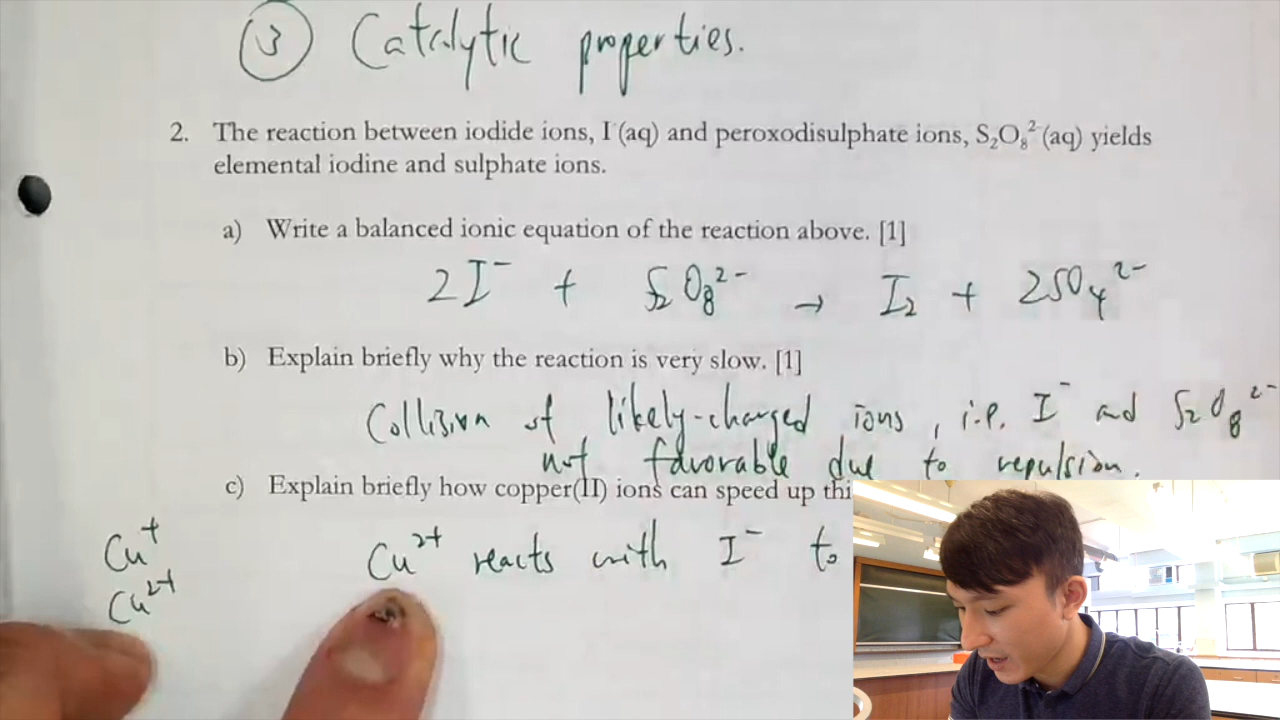 ③ Catalytic properties.
2. The reaction between iodide ions, I⁻(aq) and peroxodisulphate ions, S₂O₈²⁻(aq) yields
elemental iodine and sulphate ions.
a) Write a balanced ionic equation of the reaction above. [1]
2I⁻ + S₂O₈²⁻ → I₂ + 2SO₄²⁻
b) Explain briefly why the reaction is very slow. [1]
Collision of likely-charged ions, i.e. I⁻ and S₂O₈²⁻
not favorable due to repulsion.
c) Explain briefly how copper(II) ions can speed up
Cu⁺
Cu²⁺ reacts with I⁻ to
Cu²⁺